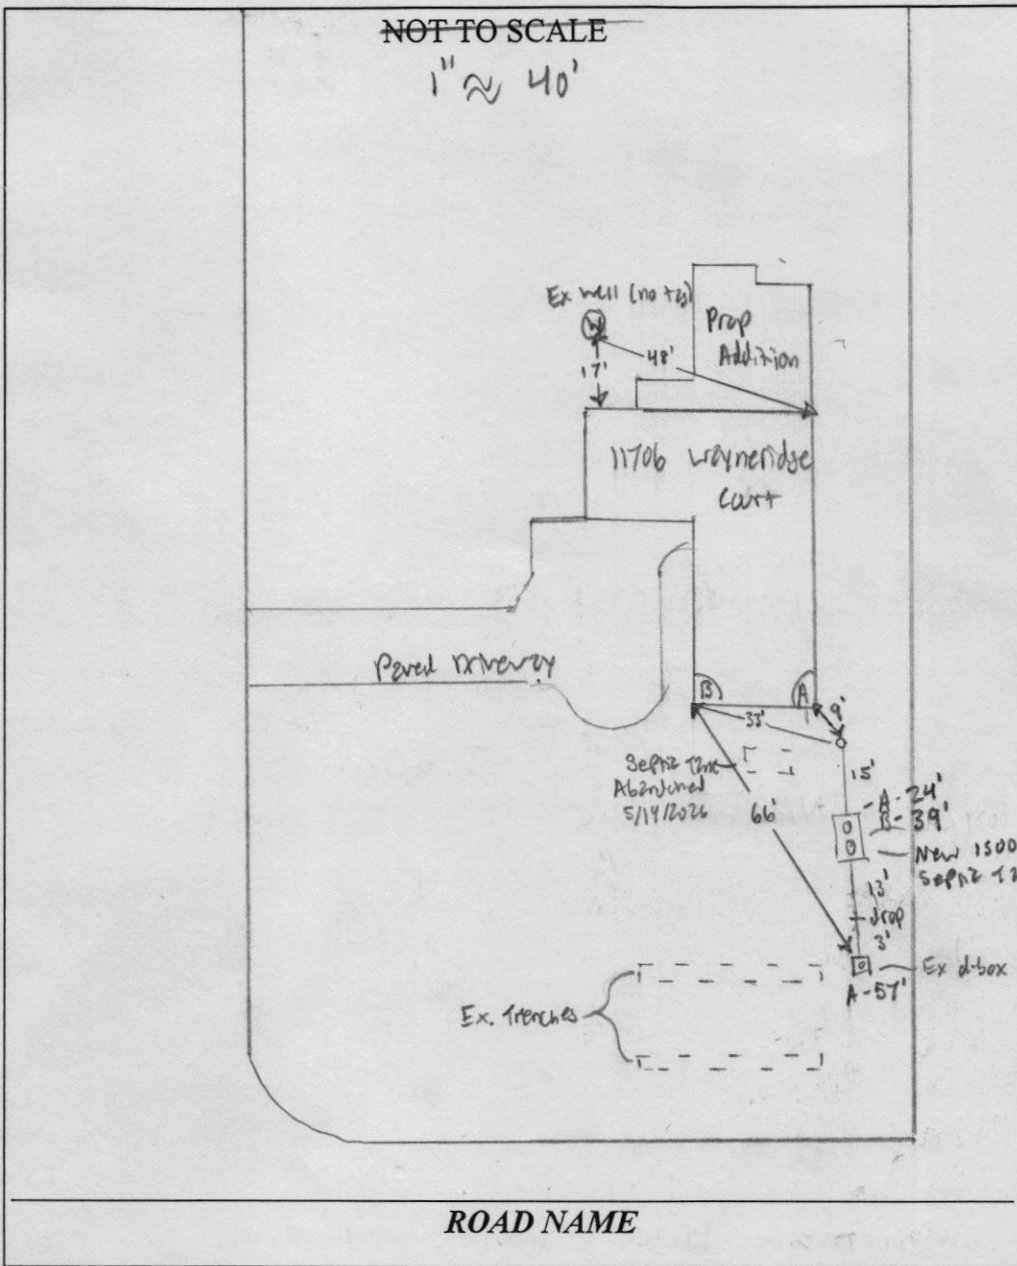 NOT TO SCALE
1" ≈ 40'
Ex well (no tag)
W
Prop
Addition
48'
17'
11706 Wayneridge
Court
Paved Driveway
B
A
9'
33'
Septic Tank
Abandoned
5/14/2026
15'
A-24'
B-39'
66'
New 1500
Septic
13'
drop
3'
Ex d-box
A-57'
Ex. Trenches
ROAD NAME